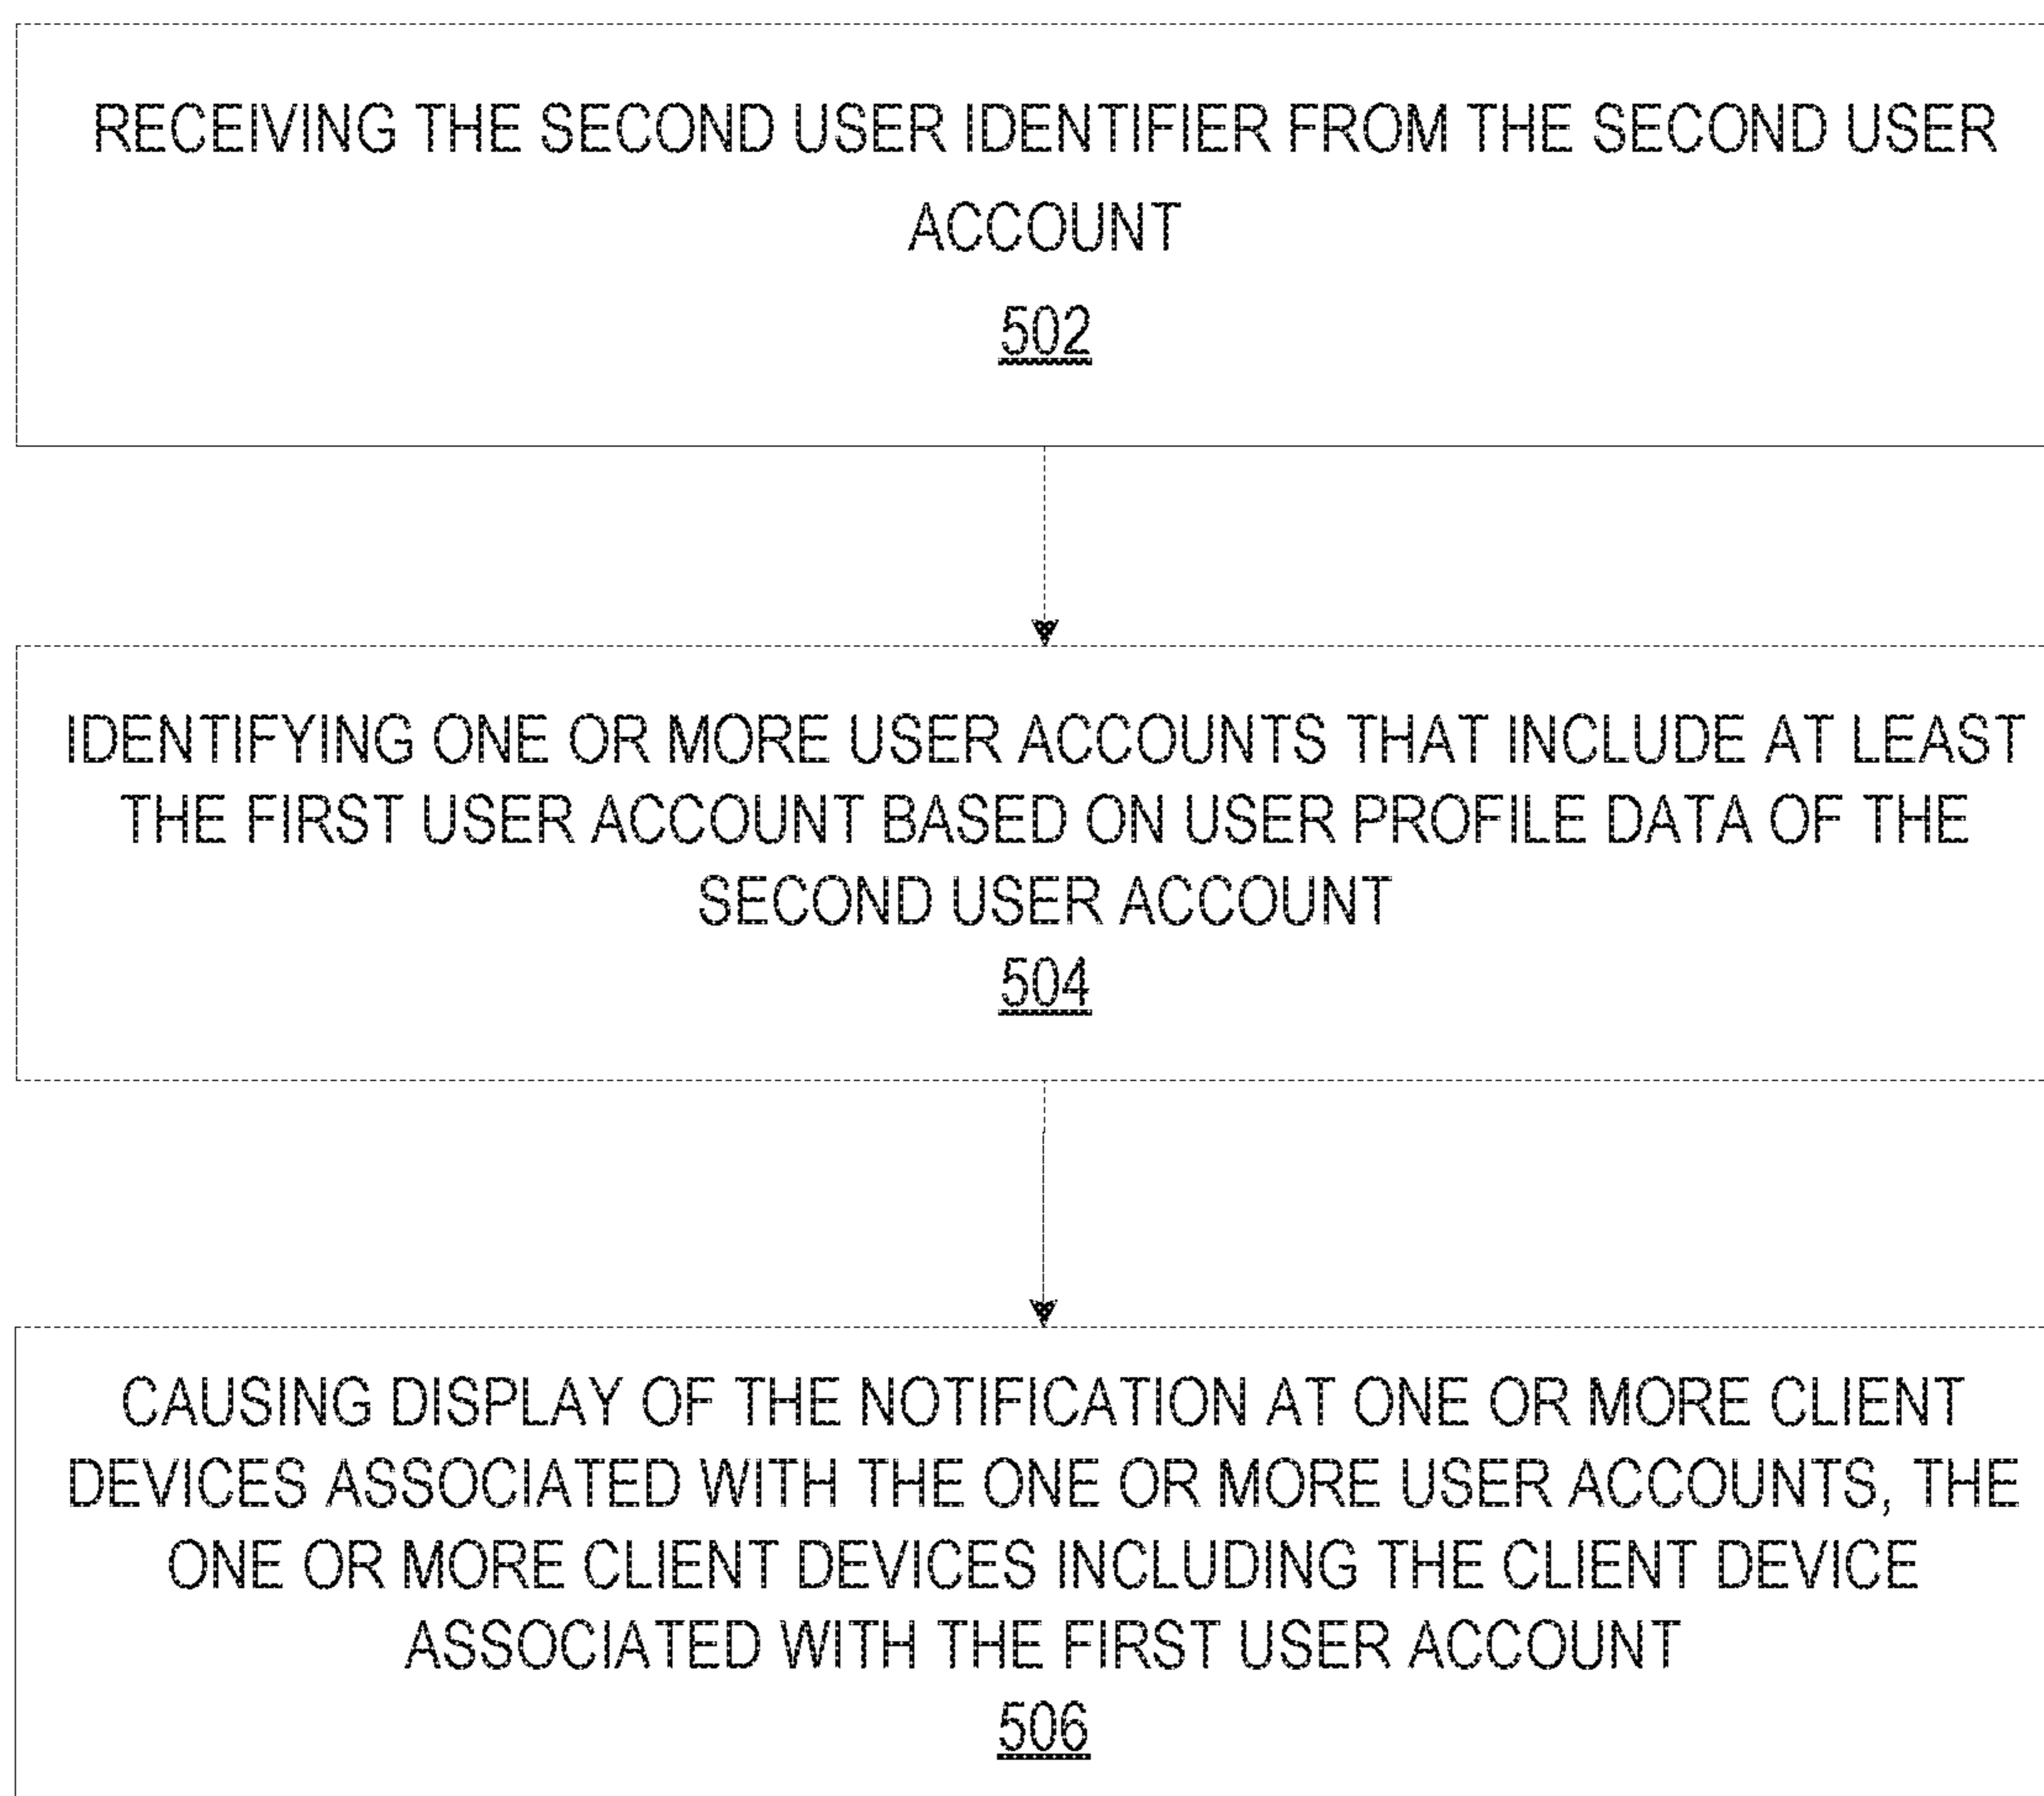 RECEIVING THE SECOND USER IDENTIFIER FROM THE SECOND USER
ACCOUNT
502
IDENTIFYING ONE OR MORE USER ACCOUNTS THAT INCLUDE AT LEAST
THE FIRST USER ACCOUNT BASED ON USER PROFILE DATA OF THE
SECOND USER ACCOUNT
504
CAUSING DISPLAY OF THE NOTIFICATION AT ONE OR MORE CLIENT
DEVICES ASSOCIATED WITH THE ONE OR MORE USER ACCOUNTS, THE
ONE OR MORE CLIENT DEVICES INCLUDING THE CLIENT DEVICE
ASSOCIATED WITH THE FIRST USER ACCOUNT
506